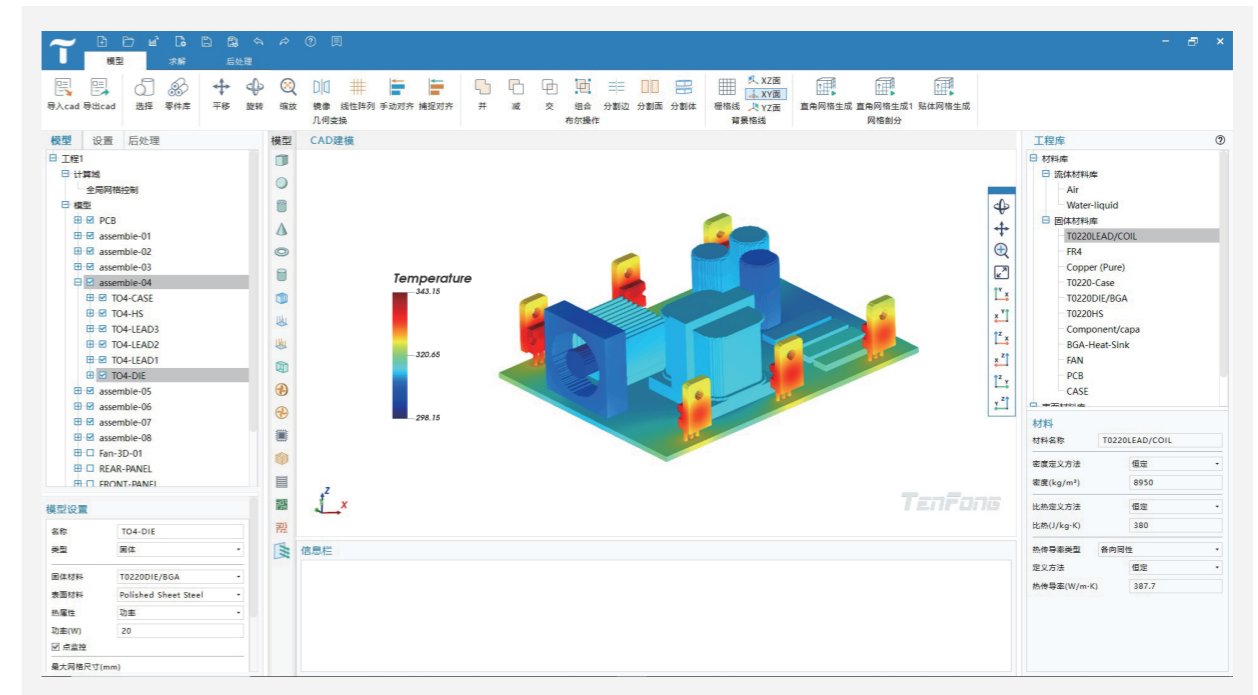 模型 求解 后处理
导入cad 导出cad 选择 零件库 平移 旋转 缩放 镜像 线性阵列 手动对齐 捕捉对齐 并 减 交 组合 分割边 分割面 分割体 栅格线 XZ面 XY面 YZ面 直角网格生成 直角网格生成1 贴体网格生成
几何变换 布尔操作 背景格线 网格剖分
模型 设置 后处理
工程1
计算域
全局网格控制
模型
PCB
assemble-01
assemble-02
assemble-03
assemble-04
TO4-CASE
TO4-HS
TO4-LEAD3
TO4-LEAD2
TO4-LEAD1
TO4-DIE
assemble-05
assemble-06
assemble-07
assemble-08
Fan-3D-01
REAR-PANEL
FRONT-PANEL
模型设置
名称 TO4-DIE
类型 固体
固体材料 T0220DIE/BGA
表面材料 Polished Sheet Steel
热属性 功率
功率(W) 20
点监控
最大网格尺寸(mm)
模型 CAD建模
Temperature
343.15
320.65
298.15
Z
X
TenFong
信息栏
工程库
材料库
流体材料库
Air
Water-liquid
固体材料库
T0220LEAD/COIL
FR4
Copper (Pure)
T0220-Case
T0220DIE/BGA
T0220HS
Component/capa
BGA-Heat-Sink
FAN
PCB
CASE
表面材料库
材料
材料名称 T0220LEAD/COIL
密度定义方法 恒定
密度(kg/m³) 8950
比热定义方法 恒定
比热(J/kg-K) 380
热传导率类型 各向同性
定义方法 恒定
热传导率(W/m-K) 387.7